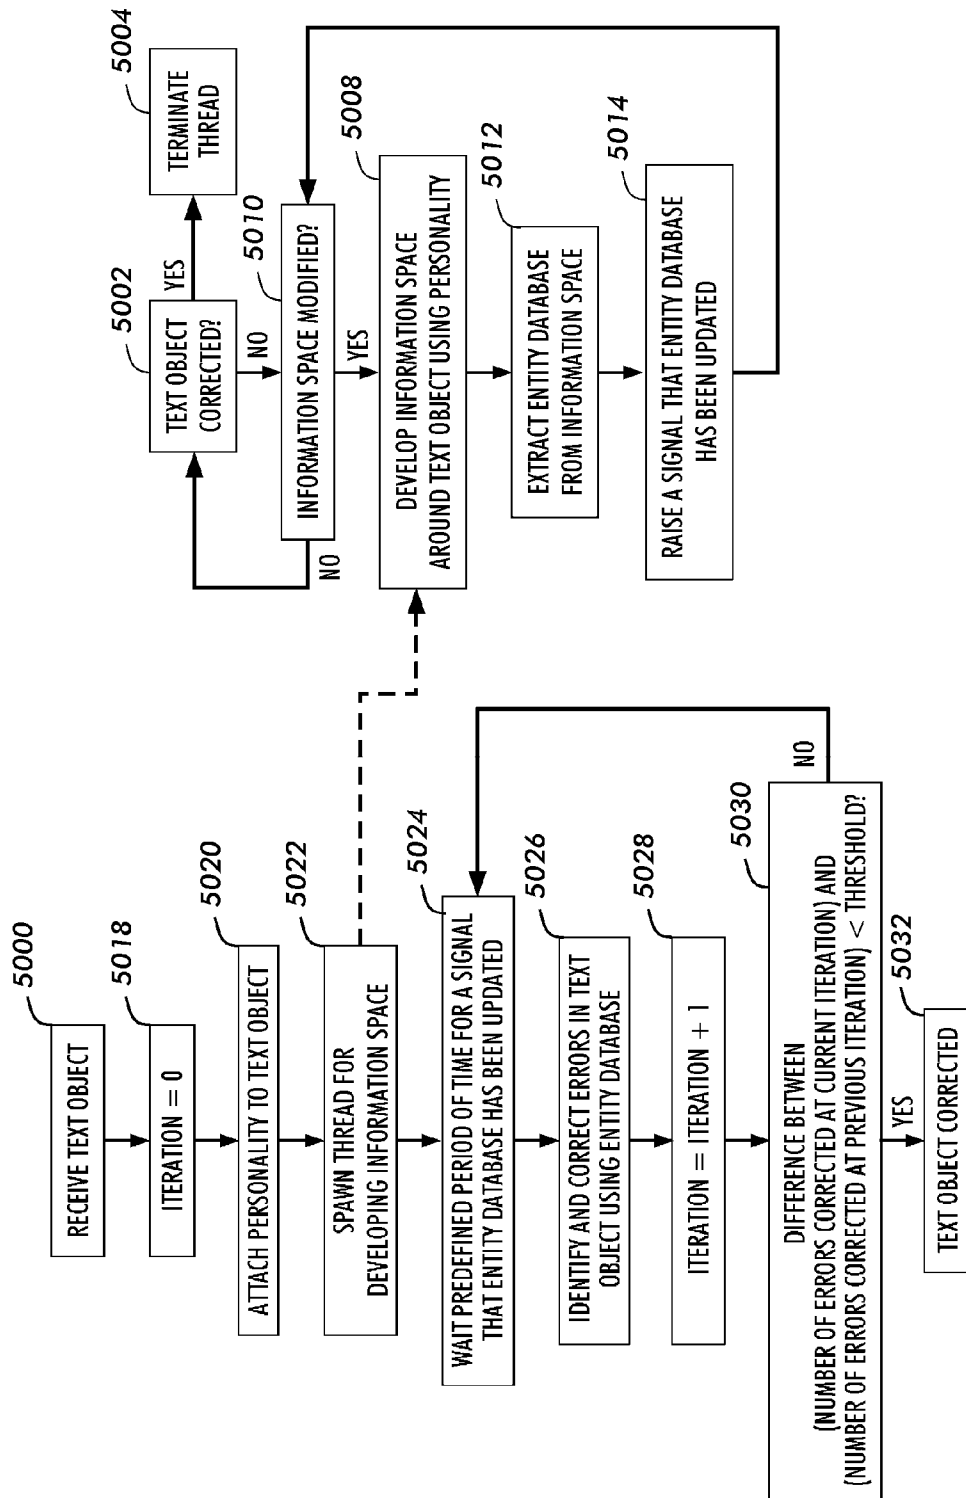 5000
RECEIVE TEXT OBJECT
5018
ITERATION = 0
5020
ATTACH PERSONALITY TO TEXT OBJECT
5022
SPAWN THREAD FOR
DEVELOPING INFORMATION SPACE
5024
WAIT PREDEFINED PERIOD OF TIME FOR A SIGNAL
THAT ENTITY DATABASE HAS BEEN UPDATED
5026
IDENTIFY AND CORRECT ERRORS IN TEXT
OBJECT USING ENTITY DATABASE
5028
ITERATION = ITERATION + 1
5030
DIFFERENCE BETWEEN
(NUMBER OF ERRORS CORRECTED AT CURRENT ITERATION) AND
(NUMBER OF ERRORS CORRECTED AT PREVIOUS ITERATION) < THRESHOLD?
NO
YES
5032
TEXT OBJECT CORRECTED
5002
TEXT OBJECT
CORRECTED?
YES
5004
TERMINATE
THREAD
NO
5010
INFORMATION SPACE MODIFIED?
NO
YES
5008
DEVELOP INFORMATION SPACE
AROUND TEXT OBJECT USING PERSONALITY
5012
EXTRACT ENTITY DATABASE
FROM INFORMATION SPACE
5014
RAISE A SIGNAL THAT ENTITY DATABASE
HAS BEEN UPDATED